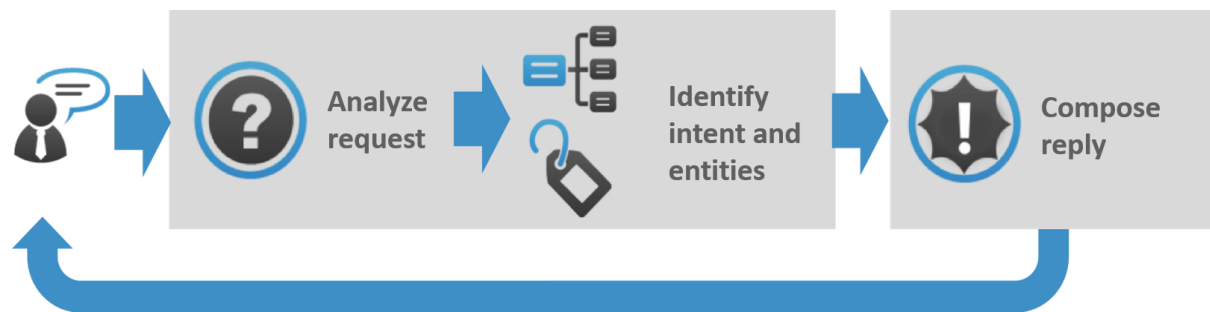 Analyze
request
Identify
intent and
entities
Compose
reply